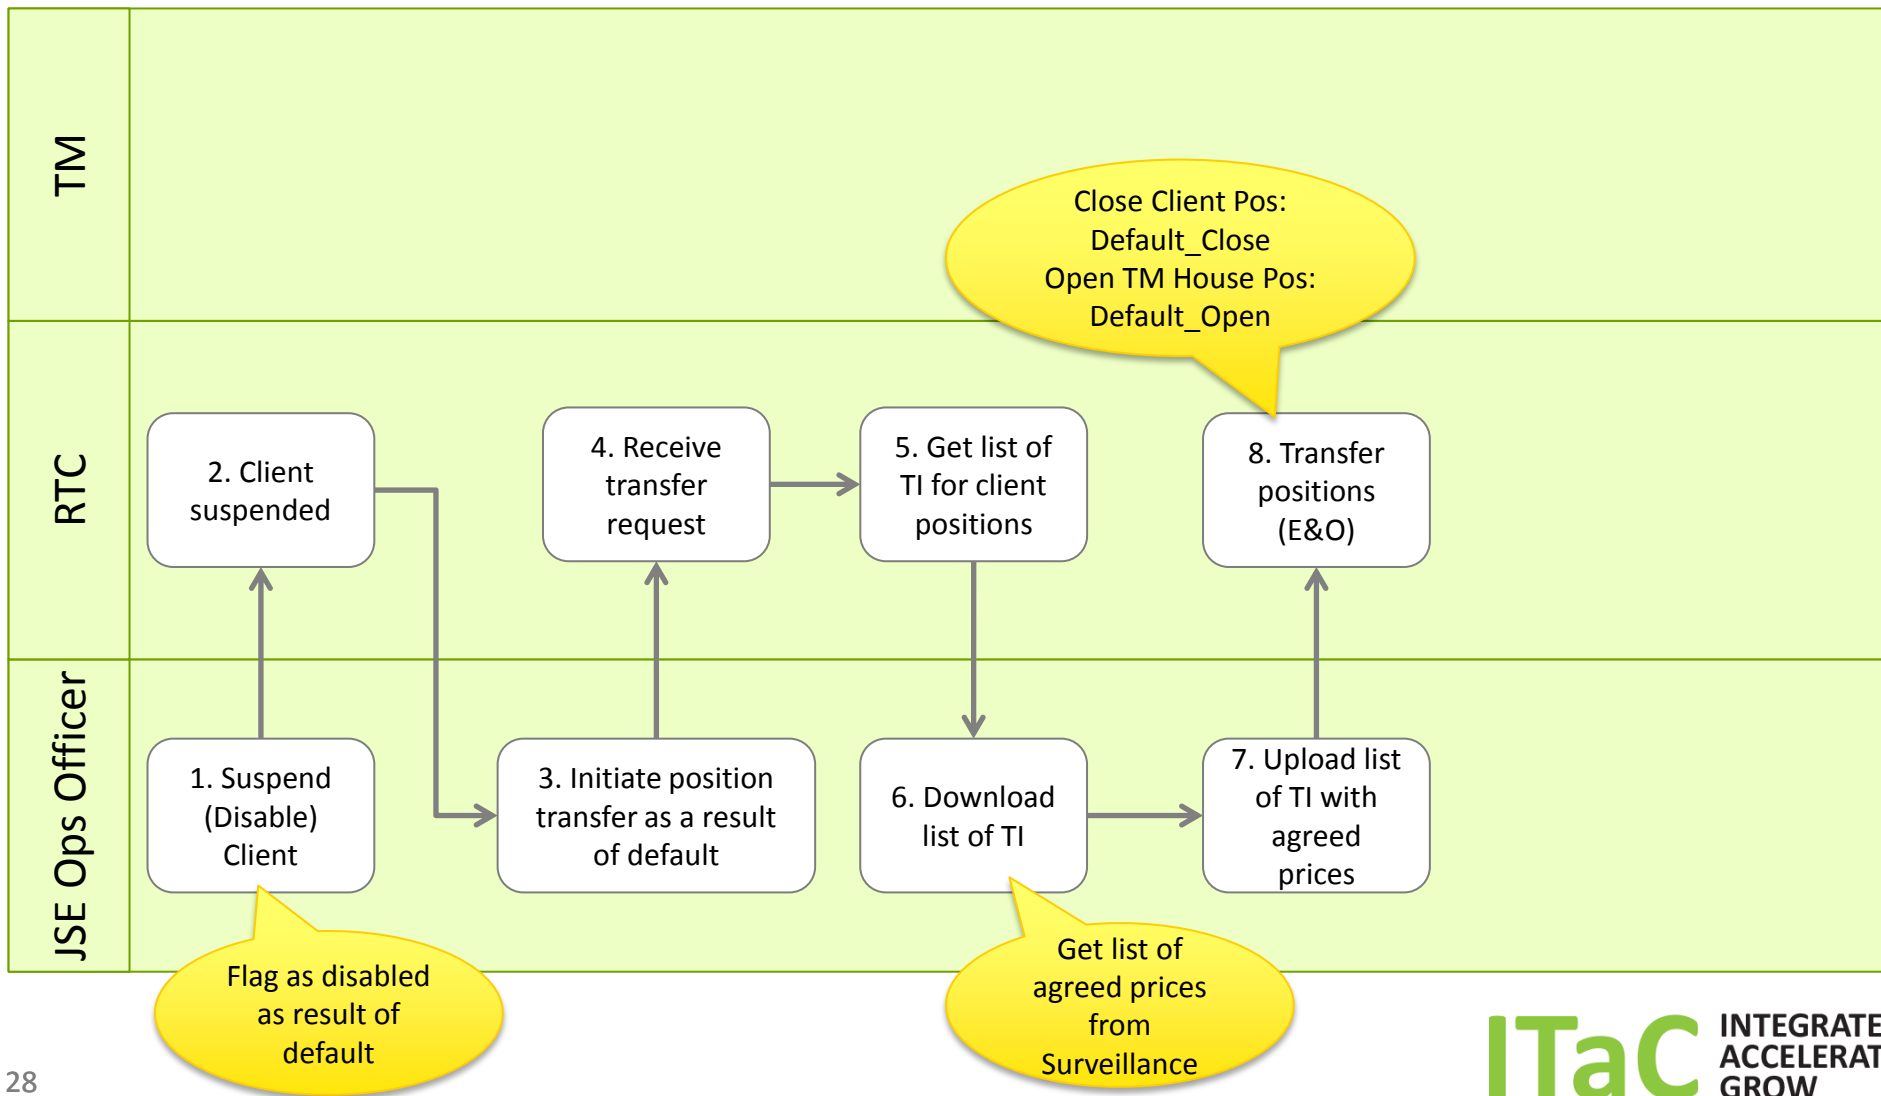 TM
Close Client Pos:
Default_Close
Open TM House Pos:
Default_Open
RTC
2. Client
suspended
4. Receive
transfer
request
5. Get list of
TI for client
positions
8. Transfer
positions
(E&O)
JSE Ops Officer
1. Suspend
(Disable)
Client
3. Initiate position
transfer as a result
of default
6. Download
list of TI
7. Upload list
of TI with
agreed
prices
Flag as disabled
as result of
default
Get list of
agreed prices
from
Surveillance
28
ITaC
INTEGRATE
ACCELERAT
GROW